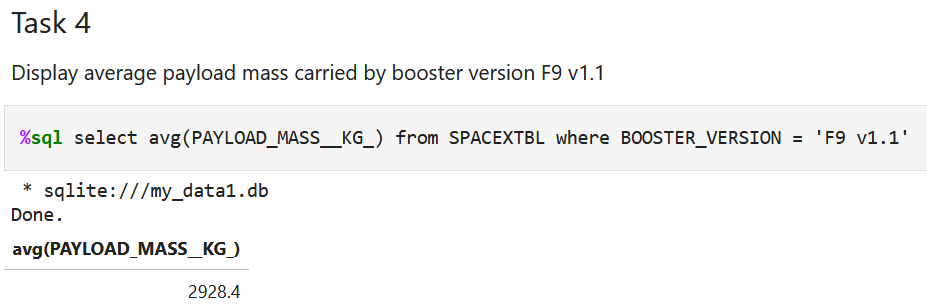 Task 4
Display average payload mass carried by booster version F9 v1.1
%sql select avg(PAYLOAD_MASS__KG_) from SPACEXTBL where BOOSTER_VERSION = 'F9 v1.1'
* sqlite:///my_data1.db
Done.
avg(PAYLOAD_MASS__KG_)
2928.4